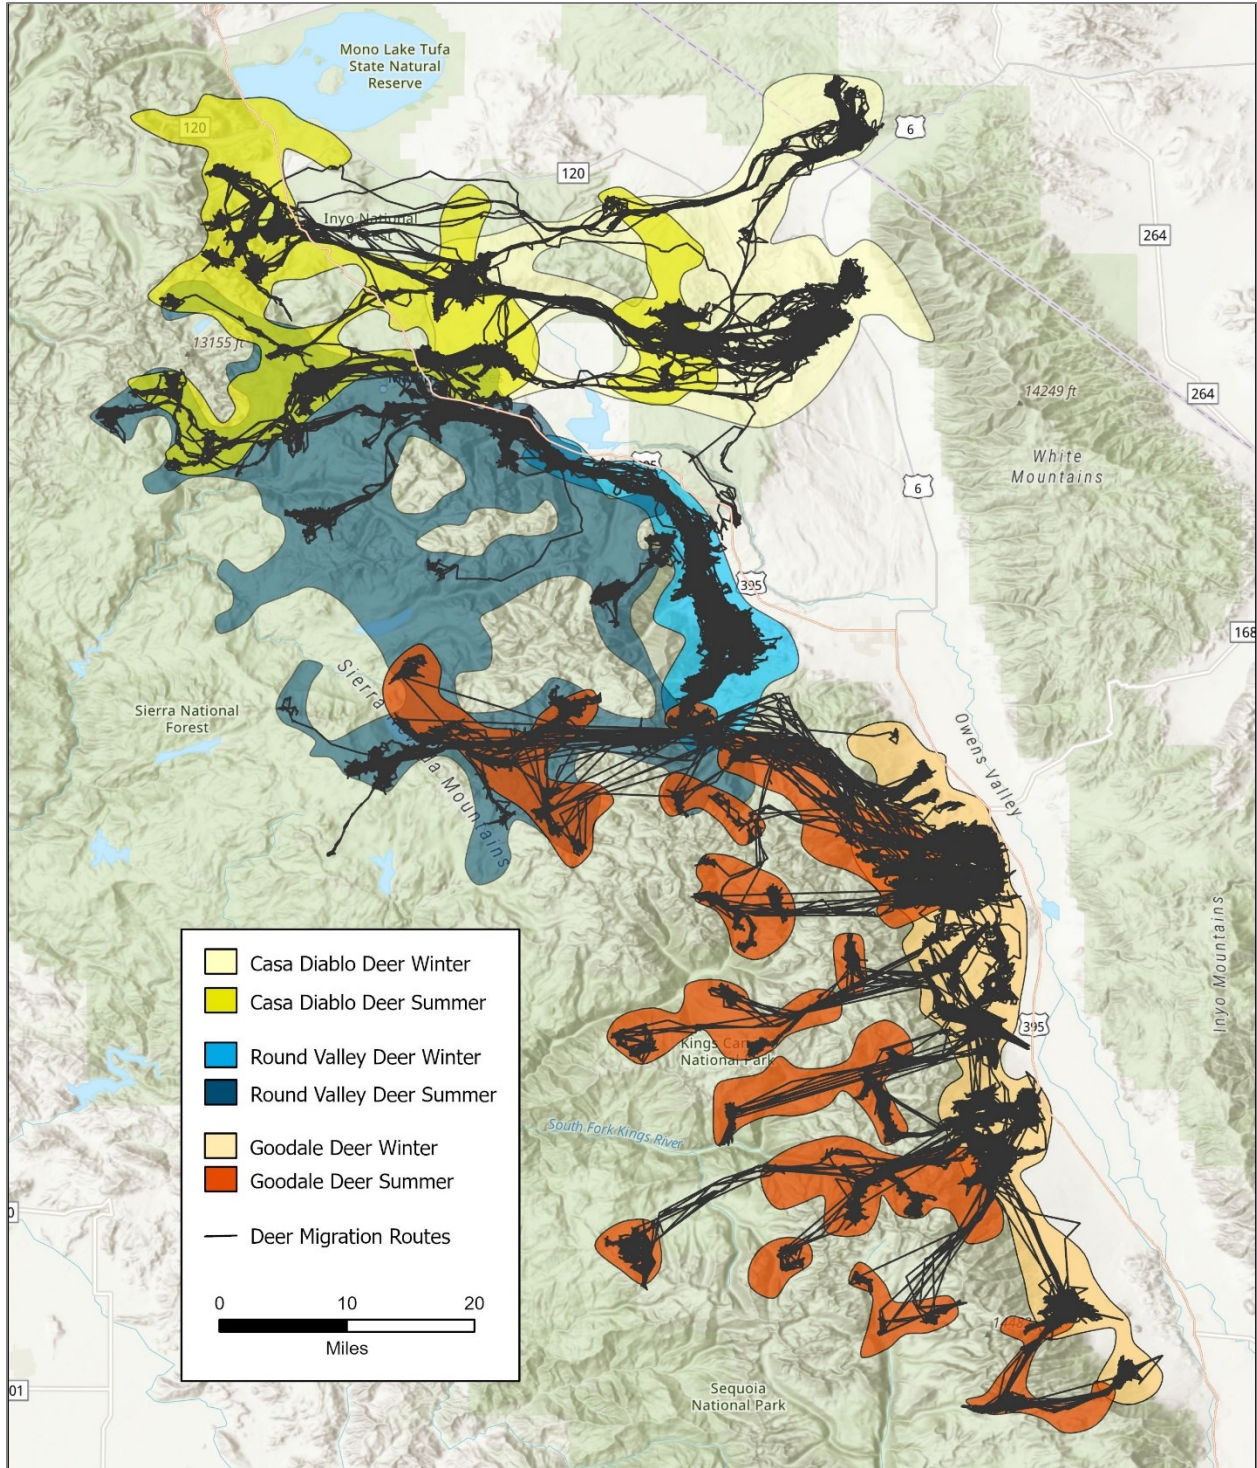 Mono Lake Tufa
State Natural
Reserve
120
6
120
Inyo National
264
13155 ft
14249 ft
264
White
Mountains
6
395
168
Sierra National
Forest
Owens Valley
Mountains
Inyo Mountains
395
Kings
National Park
South Fork Kings River
Sequoia
National Park
01
Casa Diablo Deer Winter
Casa Diablo Deer Summer
Round Valley Deer Winter
Round Valley Deer Summer
Goodale Deer Winter
Goodale Deer Summer
Deer Migration Routes
0 10 20
Miles